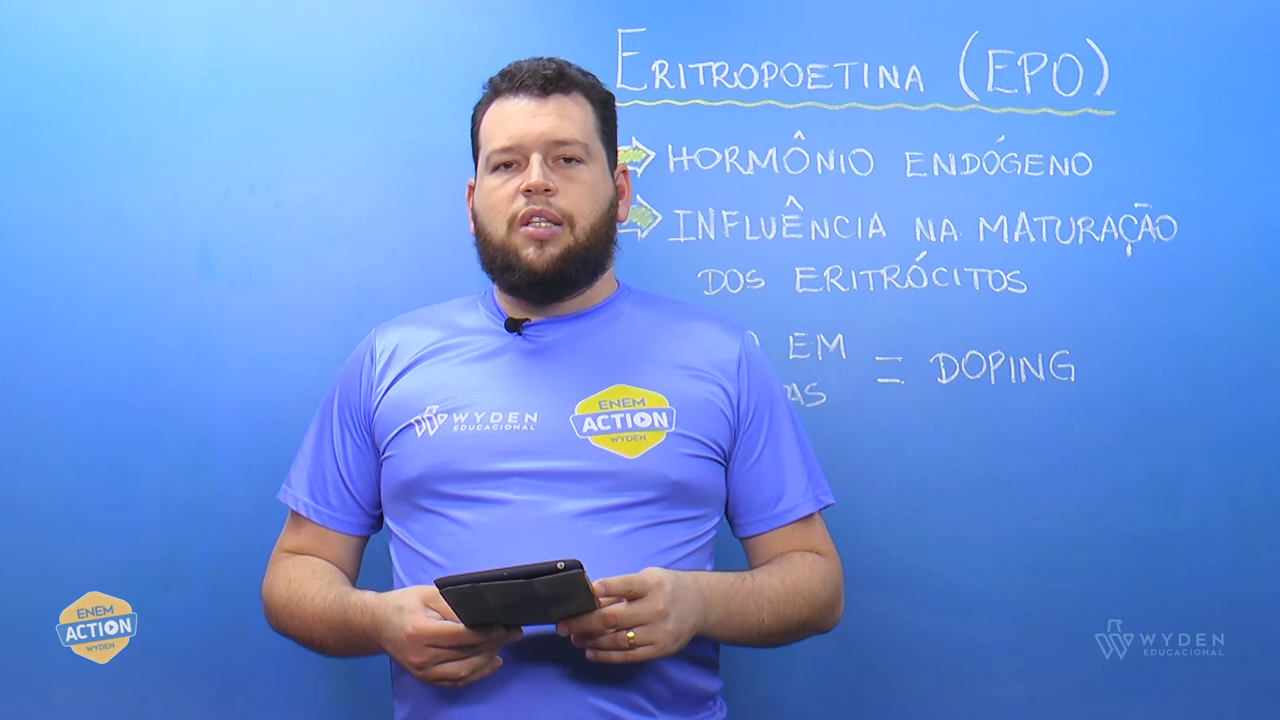 ERITROPOETINA (EPO)
HORMÔNIO ENDÓGENO
INFLUÊNCIA NA MATURAÇÃO
DOS ERITRÓCITOS
EM
= DOPING
WYDEN
EDUCACIONAL
ENEM
ACTION
WYDEN
ENEM
ACTION
WYDEN
WYDEN
EDUCACIONAL